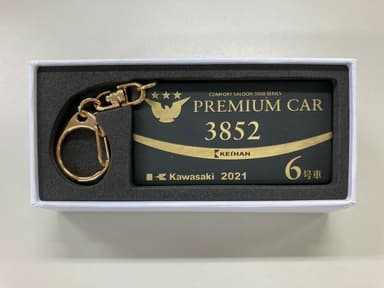 COMFORT SALOON 3000 SERIES
PREMIUM CAR
3852
KEIHAN
Kawasaki 2021
6号車